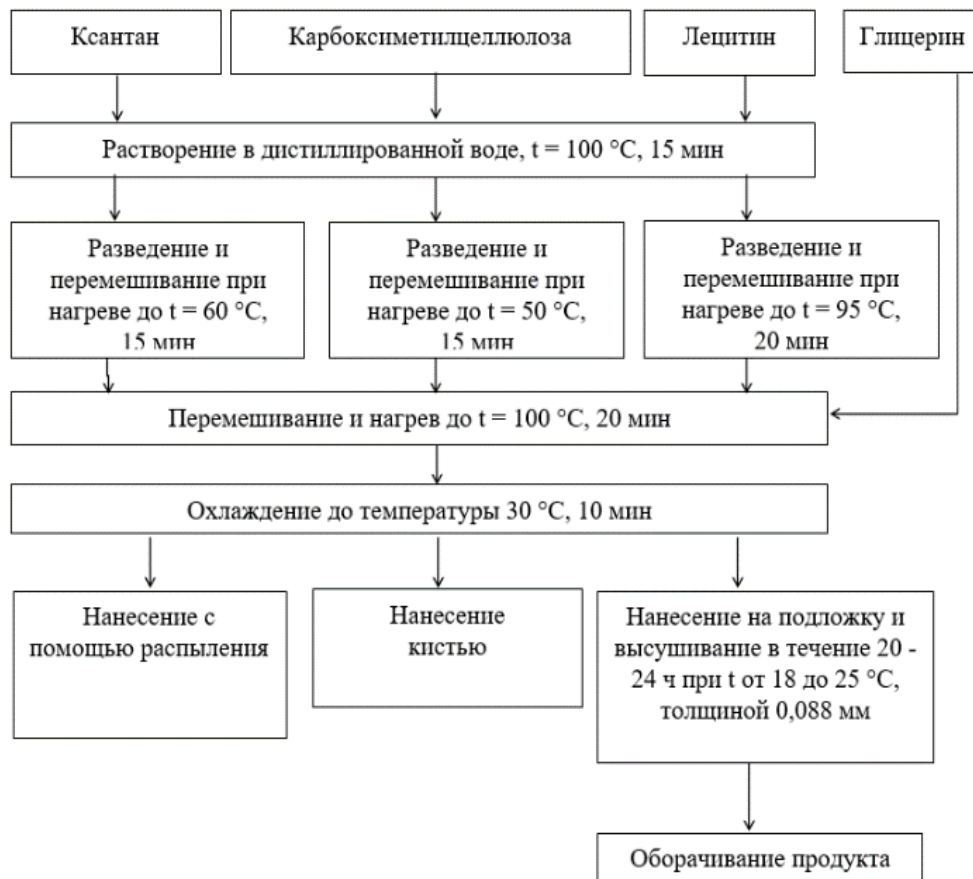 Ксантан
Карбоксиметилцеллюлоза
Лецитин
Глицерин
Растворение в дистиллированной воде, t = 100 °C, 15 мин
Разведение и
перемешивание при
нагреве до t = 60 °C,
15 мин
Разведение и
перемешивание при
нагреве до t = 50 °C,
15 мин
Разведение и
перемешивание при
нагреве до t = 95 °C,
20 мин
Перемешивание и нагрев до t = 100 °C, 20 мин
Охлаждение до температуры 30 °C, 10 мин
Нанесение с
помощью распыления
Нанесение
кистью
Нанесение на подложку и
высушивание в течение 20 -
24 ч при t от 18 до 25 °C,
толщиной 0,088 мм
Оборачивание продукта